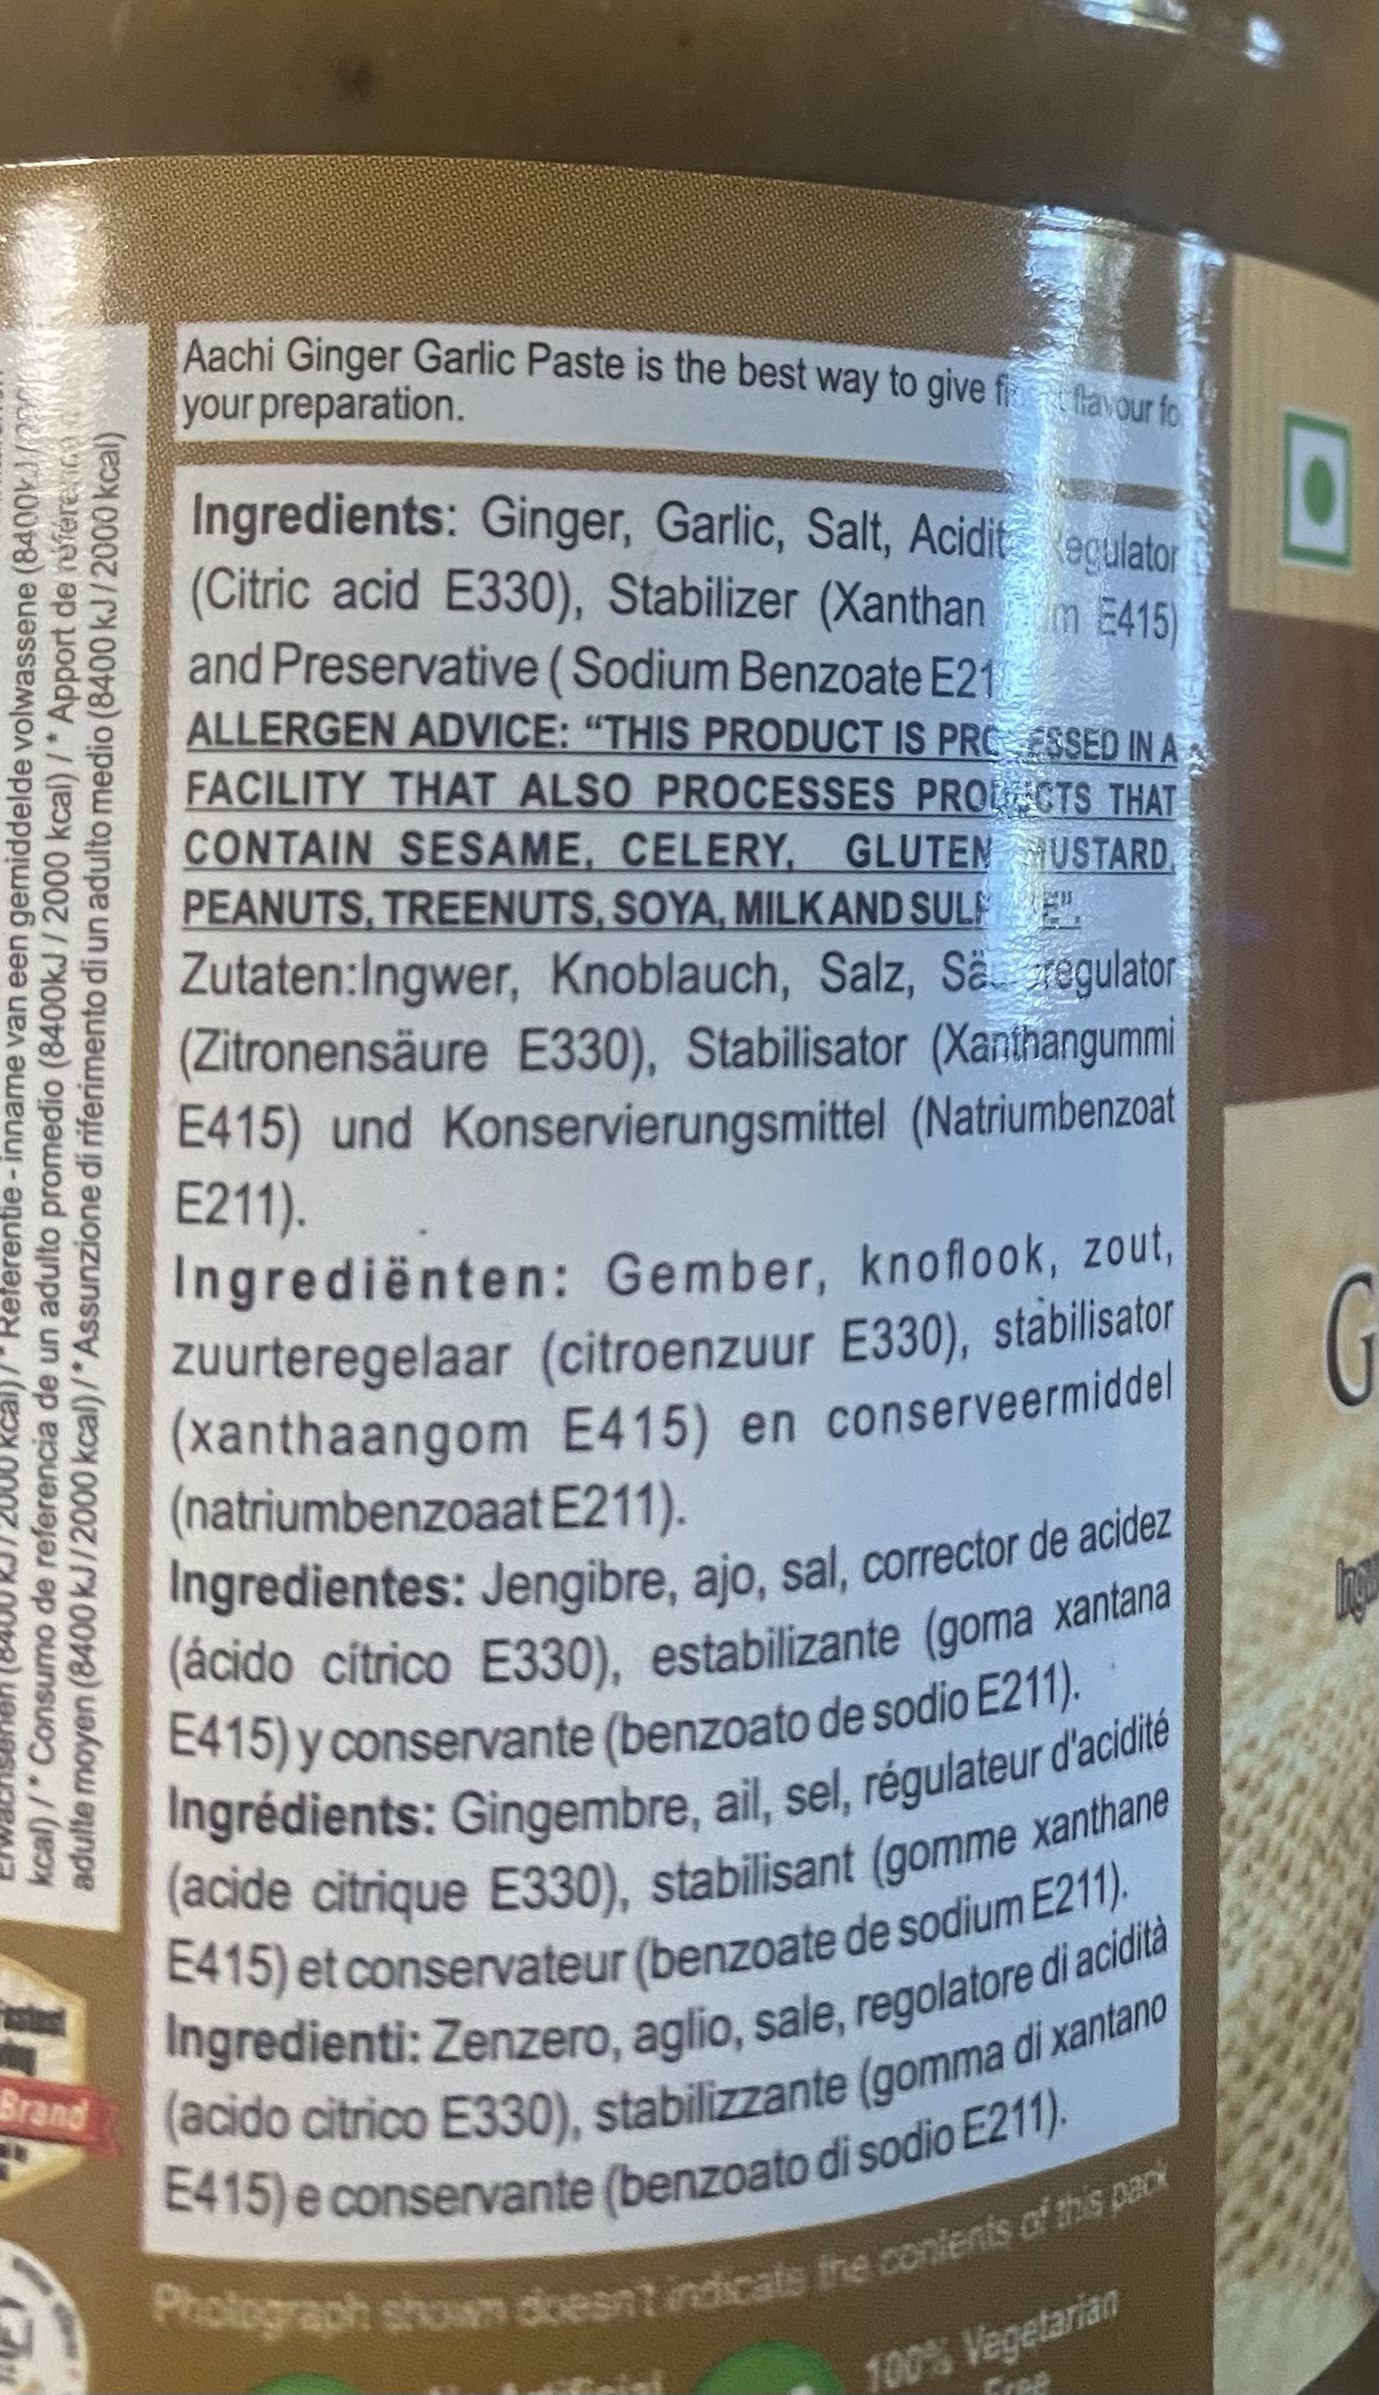 Aachi Ginger Garlic Paste is the best way to give flavour fo
your preparation.
Ingredients: Ginger, Garlic, Salt,
(Citric acid E330), Stabilizer (Xanthan E415)
and Preservative ( Sodium Benzoate
ALLERGEN ADVICE: “THIS PRODUCT IS PROCESSED IN A
FACILITY THAT ALSO PROCESSES PRODUCTS THAT
CONTAIN SESAME, CELERY, GLUTEN MUSTARD,
PEANUTS, TREENUTS, SOYA, MILK AND
Zutaten:Ingwer, Knoblauch, Salz,
(Zitronensäure E330), Stabilisator (Xanthangummi
E415) und Konservierungsmittel (Natriumbenzoat
E211).
Ingrediënten: Gember, knoflook, zout,
zuurteregelaar (citroenzuur E330), stabilisator
(xanthaangom E415) en conserveermiddel
(natriumbenzoaat E211).
Ingredientes: Jengibre, ajo, sal, corrector de acidez
(ácido cítrico E330), estabilizante (goma xantana
E415) y conservante (benzoato de sodio E211).
Ingrédients: Gingembre, ail, sel, régulateur d'acidité
(acide citrique E330), stabilisant (gomme xanthane
E415) et conservateur (benzoate de sodium E211).
Ingredienti: Zenzero, aglio, sale, regolatore di acidità
(acido citrico E330), stabilizzante (gomma di xantano
E415) e conservante (benzoato di sodio E211).
Photograph shown doesn't indicate the contents of this pack
100% Vegetarian
Free
Referentie - inname van een gemiddelde volwassene (8400kJ
kcal) / * Consumo de referencia de un adulto promedio (8400kJ / 2000 kcal) / * Apport de
adulte moyen (8400 kJ / 2000 kcal) / * Assunzione di riferimento di un adulto medio (8400 kJ / 2000 kcal)
Brand
G